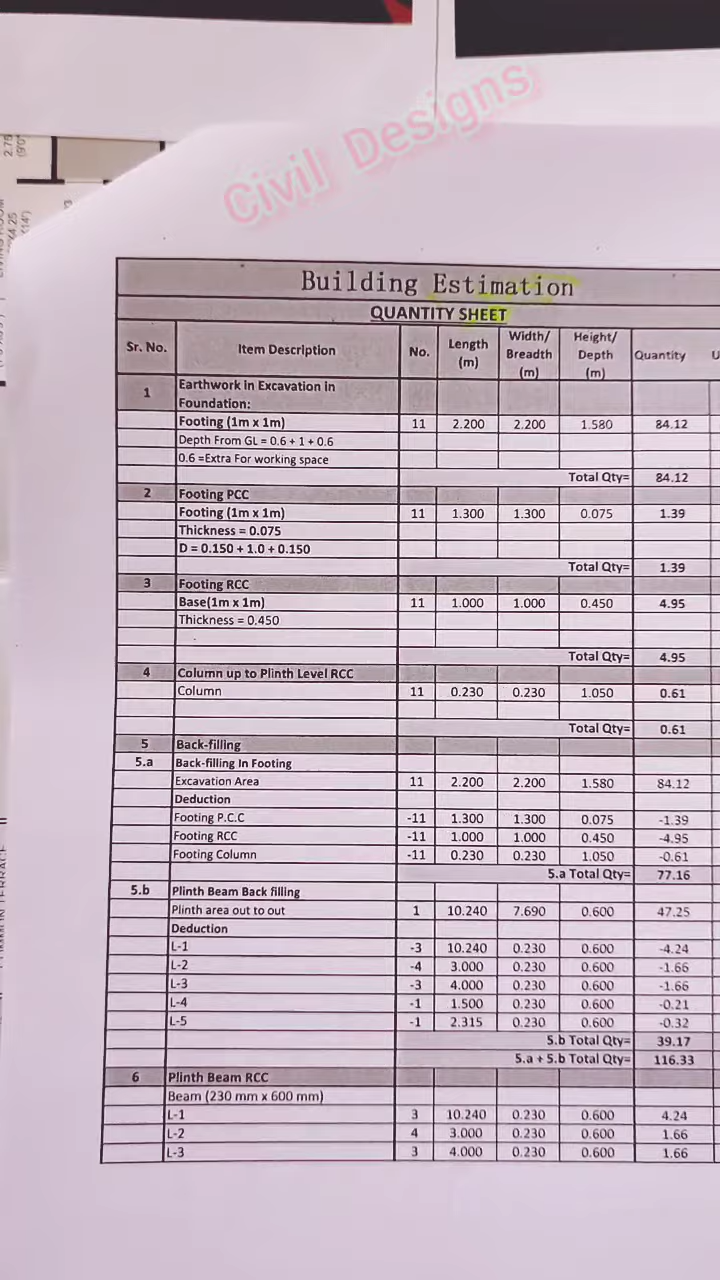 Civil Designs
Building Estimation
QUANTITY SHEET
Sr. No. Item Description No. Length (m) Width/ Breadth (m) Height/ Depth (m) Quantity U
1 Earthwork in Excavation in Foundation:
Footing (1m x 1m) 11 2.200 2.200 1.580 84.12
Depth From GL = 0.6 + 1 + 0.6
0.6 =Extra For working space
Total Qty= 84.12
2 Footing PCC
Footing (1m x 1m) 11 1.300 1.300 0.075 1.39
Thickness = 0.075
D = 0.150 + 1.0 + 0.150
Total Qty= 1.39
3 Footing RCC
Base(1m x 1m) 11 1.000 1.000 0.450 4.95
Thickness = 0.450
Total Qty= 4.95
4 Column up to Plinth Level RCC
Column 11 0.230 0.230 1.050 0.61
Total Qty= 0.61
5 Back-filling
5.a Back-filling In Footing
Excavation Area 11 2.200 2.200 1.580 84.12
Deduction
Footing P.C.C -11 1.300 1.300 0.075 -1.39
Footing RCC -11 1.000 1.000 0.450 -4.95
Footing Column -11 0.230 0.230 1.050 -0.61
5.a Total Qty= 77.16
5.b Plinth Beam Back filling
Plinth area out to out 1 10.240 7.690 0.600 47.25
Deduction
L-1 -3 10.240 0.230 0.600 -4.24
L-2 -4 3.000 0.230 0.600 -1.66
L-3 -3 4.000 0.230 0.600 -1.66
L-4 -1 1.500 0.230 0.600 -0.21
L-5 -1 2.315 0.230 0.600 -0.32
5.b Total Qty= 39.17
5.a + 5.b Total Qty= 116.33
6 Plinth Beam RCC
Beam (230 mm x 600 mm)
L-1 3 10.240 0.230 0.600 4.24
L-2 4 3.000 0.230 0.600 1.66
L-3 3 4.000 0.230 0.600 1.66